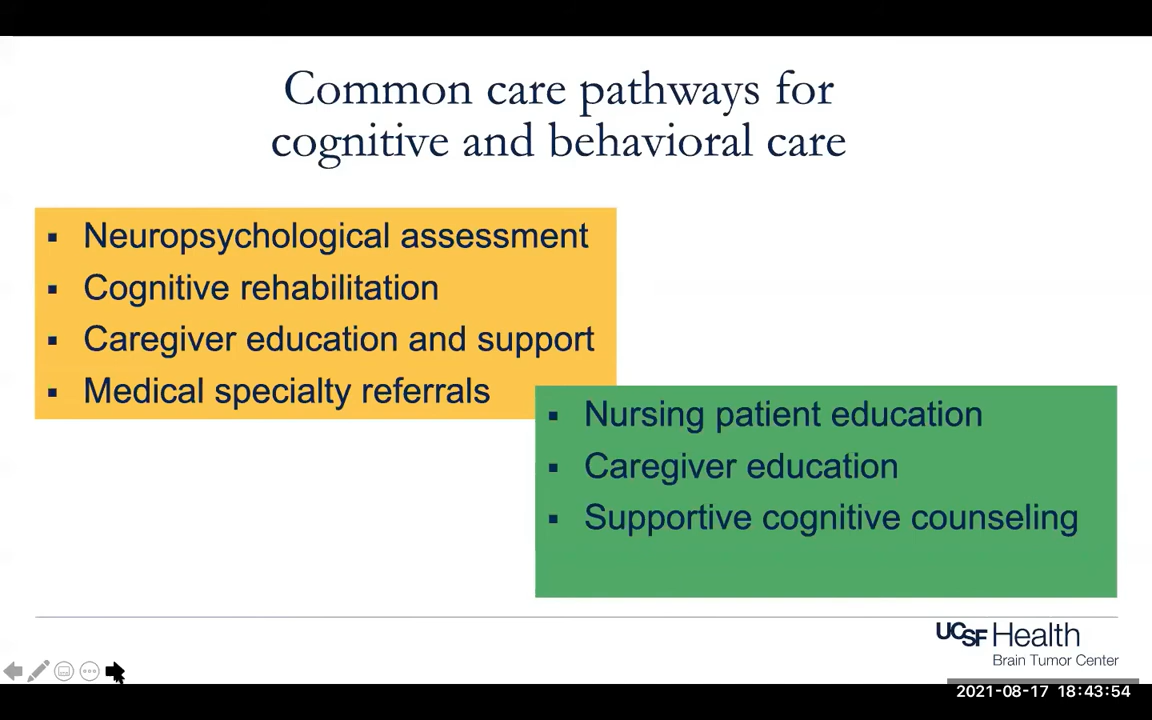 Common care pathways for
cognitive and behavioral care
▪ Neuropsychological assessment
▪ Cognitive rehabilitation
▪ Caregiver education and support
▪ Medical specialty referrals
▪ Nursing patient education
▪ Caregiver education
▪ Supportive cognitive counseling
UCSF Health
Brain Tumor Center
2021-08-17 18:43:54